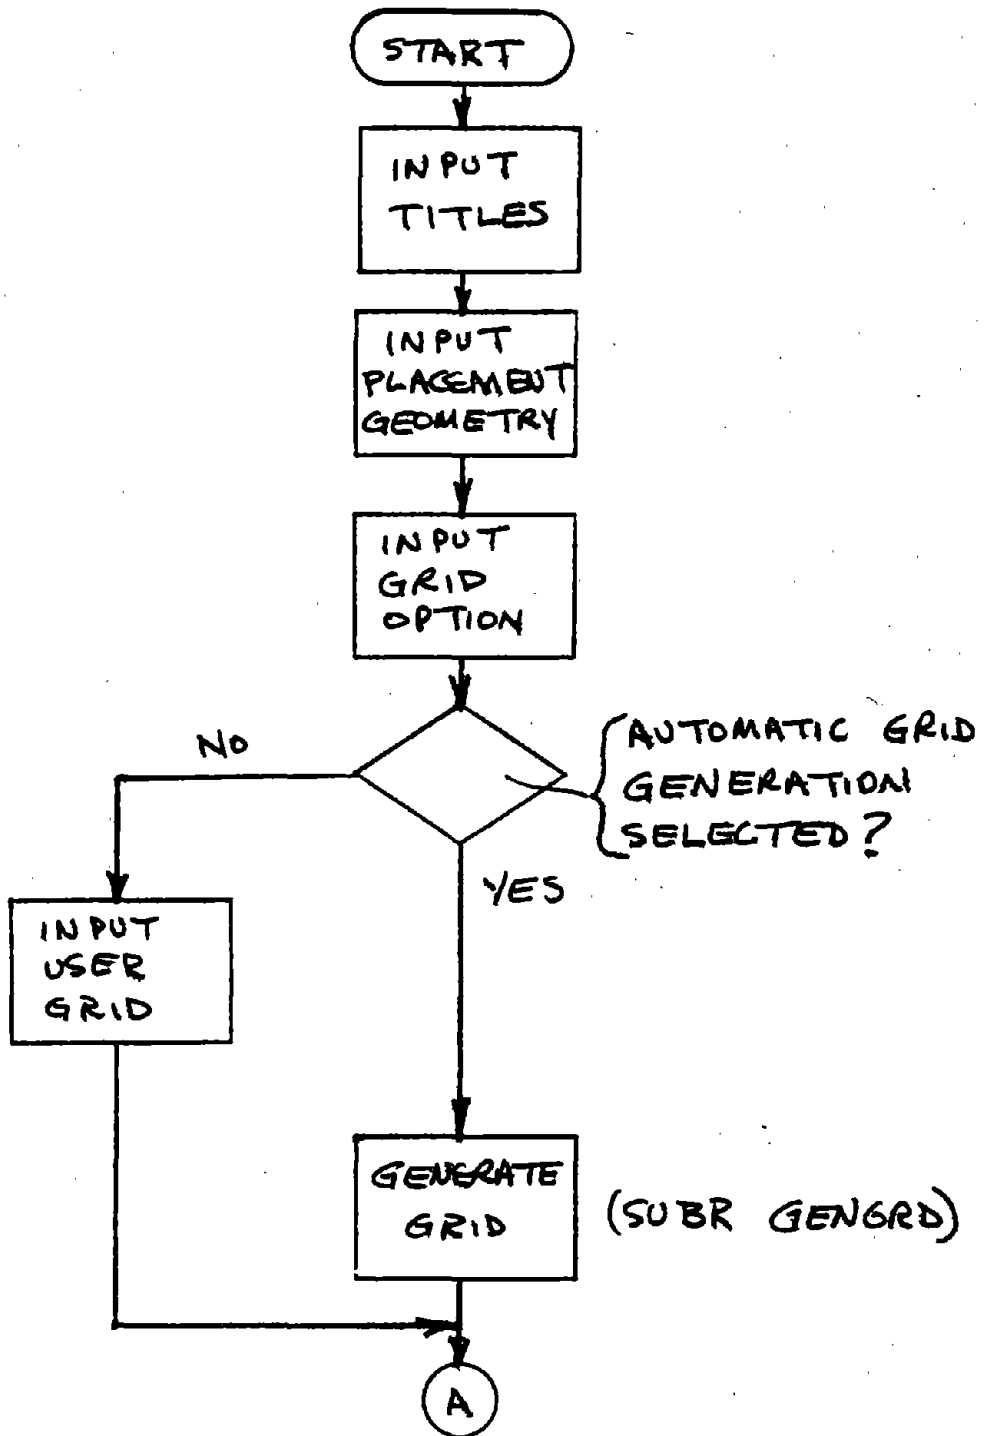 START
INPUT
TITLES
INPUT
PLACEMENT
GEOMETRY
INPUT
GRID
OPTION
NO
AUTOMATIC GRID
GENERATION
SELECTED?
YES
INPUT
USER
GRID
GENERATE
GRID
(SUBR GENGRD)
A